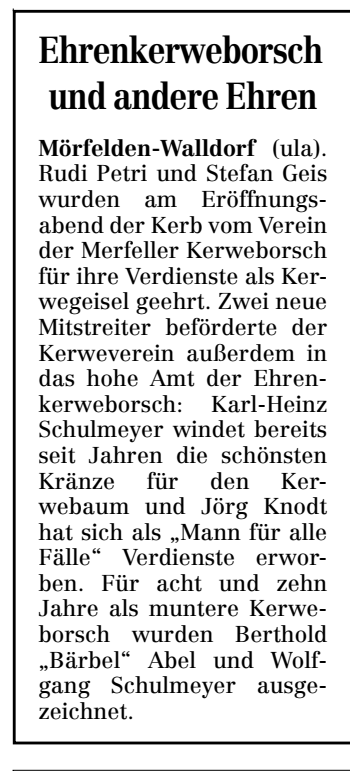 Ehrenkerweborsch
und andere Ehren
Mörfelden-Walldorf (ula).
Rudi Petri und Stefan Geis
wurden am Eröffnungs-
abend der Kerb vom Verein
der Merfeller Kerweborsch
für ihre Verdienste als Ker-
wegeisel geehrt. Zwei neue
Mitstreiter beförderte der
Kerweverein außerdem in
das hohe Amt der Ehren-
kerweborsch: Karl-Heinz
Schulmeyer windet bereits
seit Jahren die schönsten
Kränze für den Ker-
webaum und Jörg Knodt
hat sich als „Mann für alle
Fälle“ Verdienste erwor-
ben. Für acht und zehn
Jahre als muntere Kerwe-
borsch wurden Berthold
„Bärbel“ Abel und Wolf-
gang Schulmeyer ausge-
zeichnet.